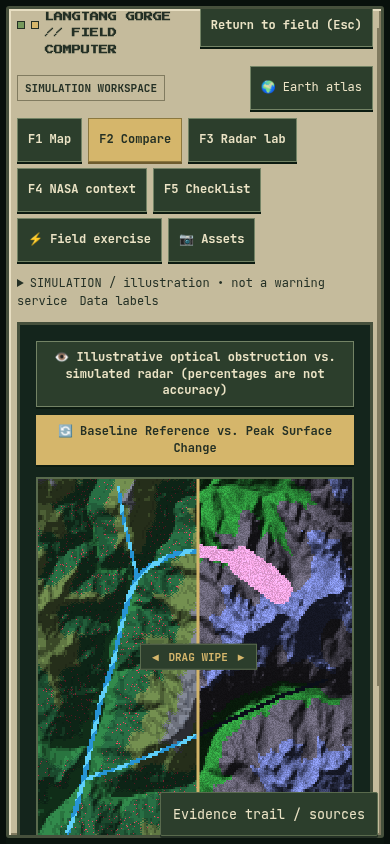 LANGTANG GORGE
// FIELD
COMPUTER
Return to field (Esc)
SIMULATION WORKSPACE
🌍 Earth atlas
F1 Map
F2 Compare
F3 Radar lab
F4 NASA context
F5 Checklist
⚡ Field exercise
📷 Assets
▶ SIMULATION / illustration • not a warning
service Data labels
👁️ Illustrative optical obstruction vs.
simulated radar (percentages are not
accuracy)
🔄 Baseline Reference vs. Peak Surface
Change
◄ DRAG WIPE ►
Evidence trail / sources